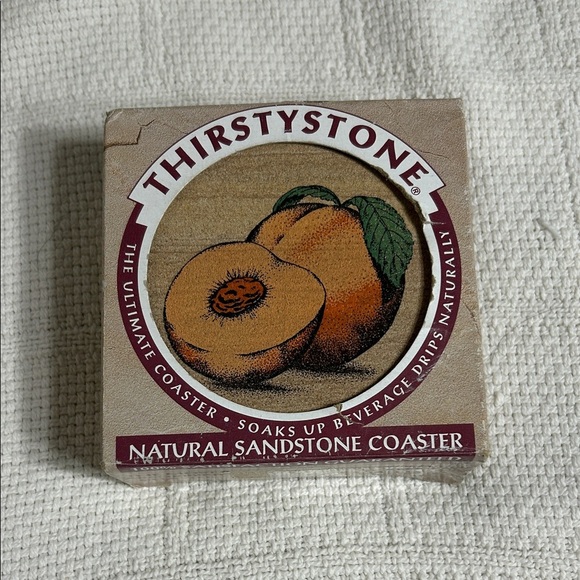 THIRSTYSTONE®
THE ULTIMATE COASTER • SOAKS UP BEVERAGE DRIPS NATURALLY
NATURAL SANDSTONE COASTER